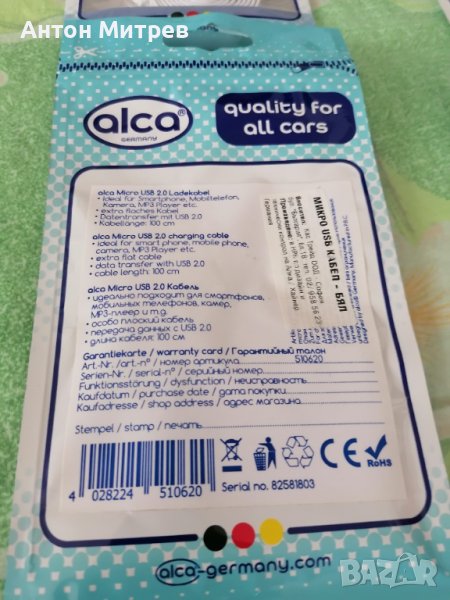 Антон Митрев
alca-germany.com
alca®
GERMANY
quality for
all cars
alca Micro USB 2.0 Ladekabel
• Ideal für Smartphone, Mobiltelefon,
Kamera, MP3 Player etc.
• extra flaches Kabel
• Datentransfer mit USB 2.0
• Kabellänge 100 cm
alca Micro USB 2.0 charging cable
• ideal for smart phone, mobile phone,
camera, MP3 Player etc.
• extra flat cable
• data transfer with USB 2.0
• cable length: 100 cm
alca Micro USB 2.0 Кабель
• идеально подходит для смартфонов,
мобильных телефонов, камер,
MP3-плеер и т.д.
• особо плоский кабель
• передача данных с USB 2.0
• длина кабеля: 100 см
МИКРО USB КАБЕЛ - БЯЛ
Garantiekarte / warranty card / Гарантийный талон
Art.-Nr./art.-n° / номер артикула 510620
Serien-Nr. / serial-n° / серийный номер
Funktionsstörung / dysfunction / неисправность
Kaufdatum / purchase date / дата покупки
Kaufadresse / shop address / адрес магазина
Stempel / stamp / печать
4 028224 510620
CE
RoHS
Serial no. 82581803
alca-germany.com
BAZAR